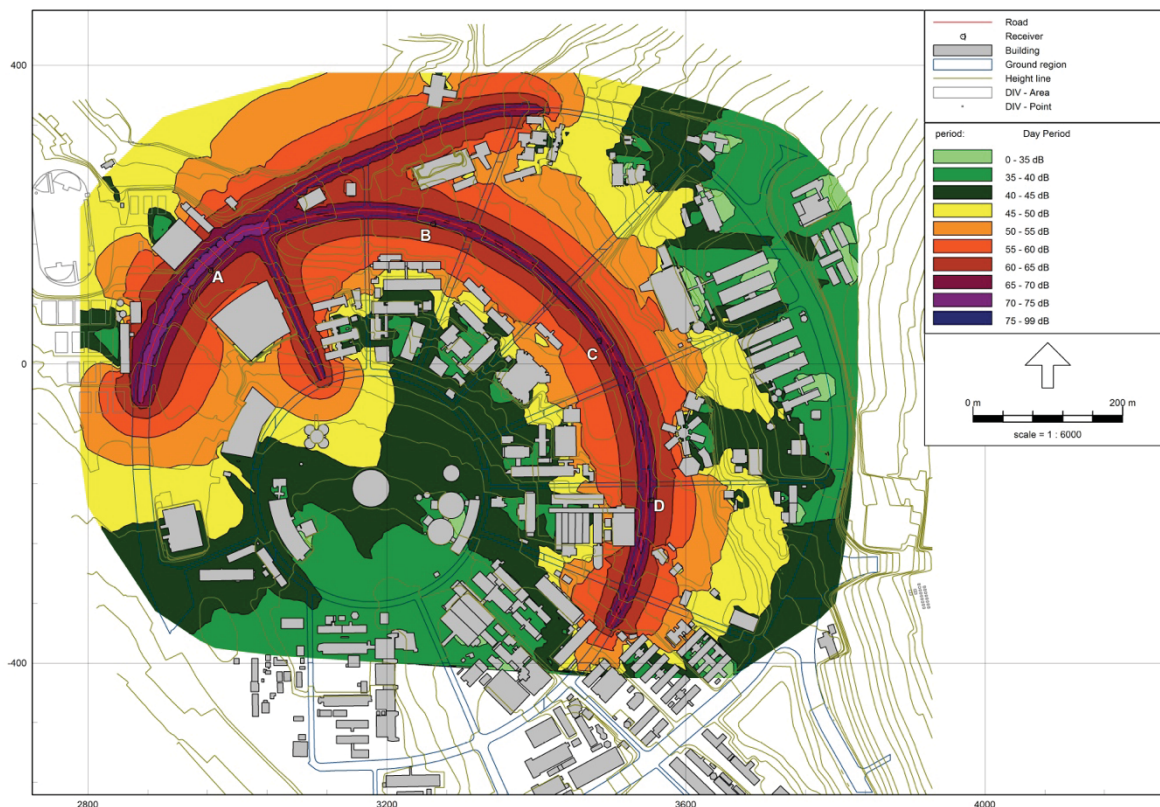 400
0
-400
2800
3200
3600
4000
A
B
C
D
Road
Receiver
Building
Ground region
Height line
DIV - Area
DIV - Point
period: Day Period
0 - 35 dB
35 - 40 dB
40 - 45 dB
45 - 50 dB
50 - 55 dB
55 - 60 dB
60 - 65 dB
65 - 70 dB
70 - 75 dB
75 - 99 dB
0 m 200 m
scale = 1 : 6000